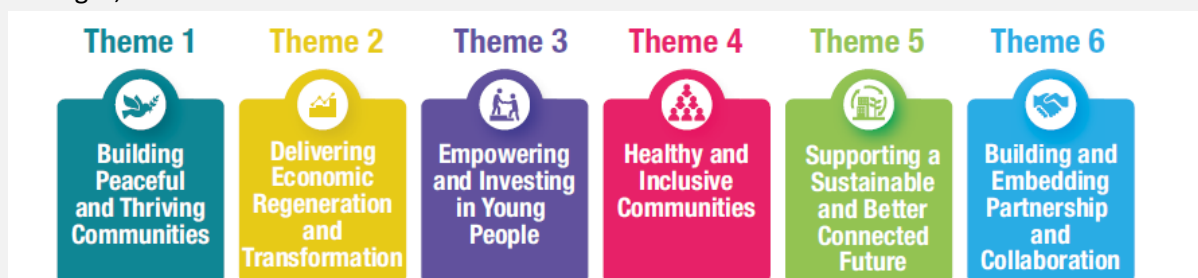 Theme 1
Theme 2
Theme 3
Theme 4
Theme 5
Theme 6
Building
Peaceful
and Thriving
Communities
Delivering
Economic
Regeneration
and
Transformation
Empowering
and Investing
in Young
People
Healthy and
Inclusive
Communities
Supporting a
Sustainable
and Better
Connected
Future
Building and
Embedding
Partnership
and
Collaboration